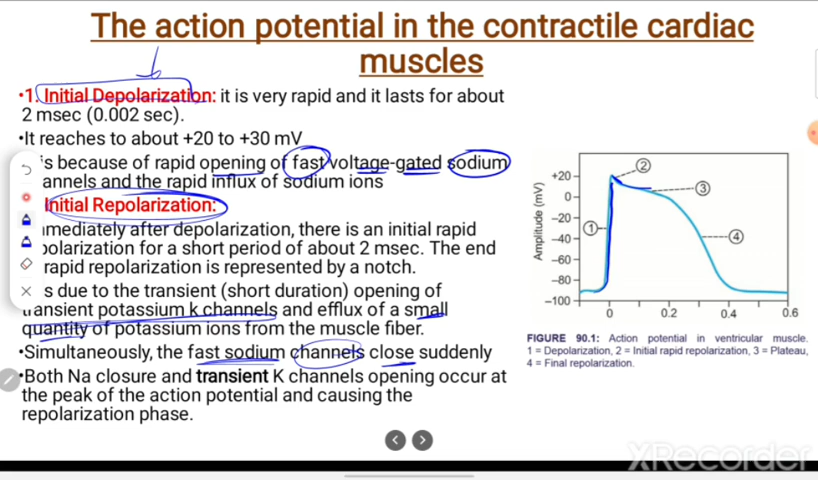 The action potential in the contractile cardiac
muscles
•1. Initial Depolarization: it is very rapid and it lasts for about
2 msec (0.002 sec).
•It reaches to about +20 to +30 mV
is because of rapid opening of fast voltage-gated sodium
annels and the rapid influx of sodium ions
Initial Repolarization:
mediately after depolarization, there is an initial rapid
polarization for a short period of about 2 msec. The end
rapid repolarization is represented by a notch.
s due to the transient (short duration) opening of
transient potassium k channels and efflux of a small
quantity of potassium ions from the muscle fiber.
•Simultaneously, the fast sodium channels close suddenly
•Both Na closure and transient K channels opening occur at
the peak of the action potential and causing the
repolarization phase.
Amplitude (mV)
+20
0
−20
−40
−60
−80
−100
0
0.2
0.4
0.6
1
2
3
4
FIGURE 90.1: Action potential in ventricular muscle.
1 = Depolarization, 2 = Initial rapid repolarization, 3 = Plateau,
4 = Final repolarization.
XRecorder